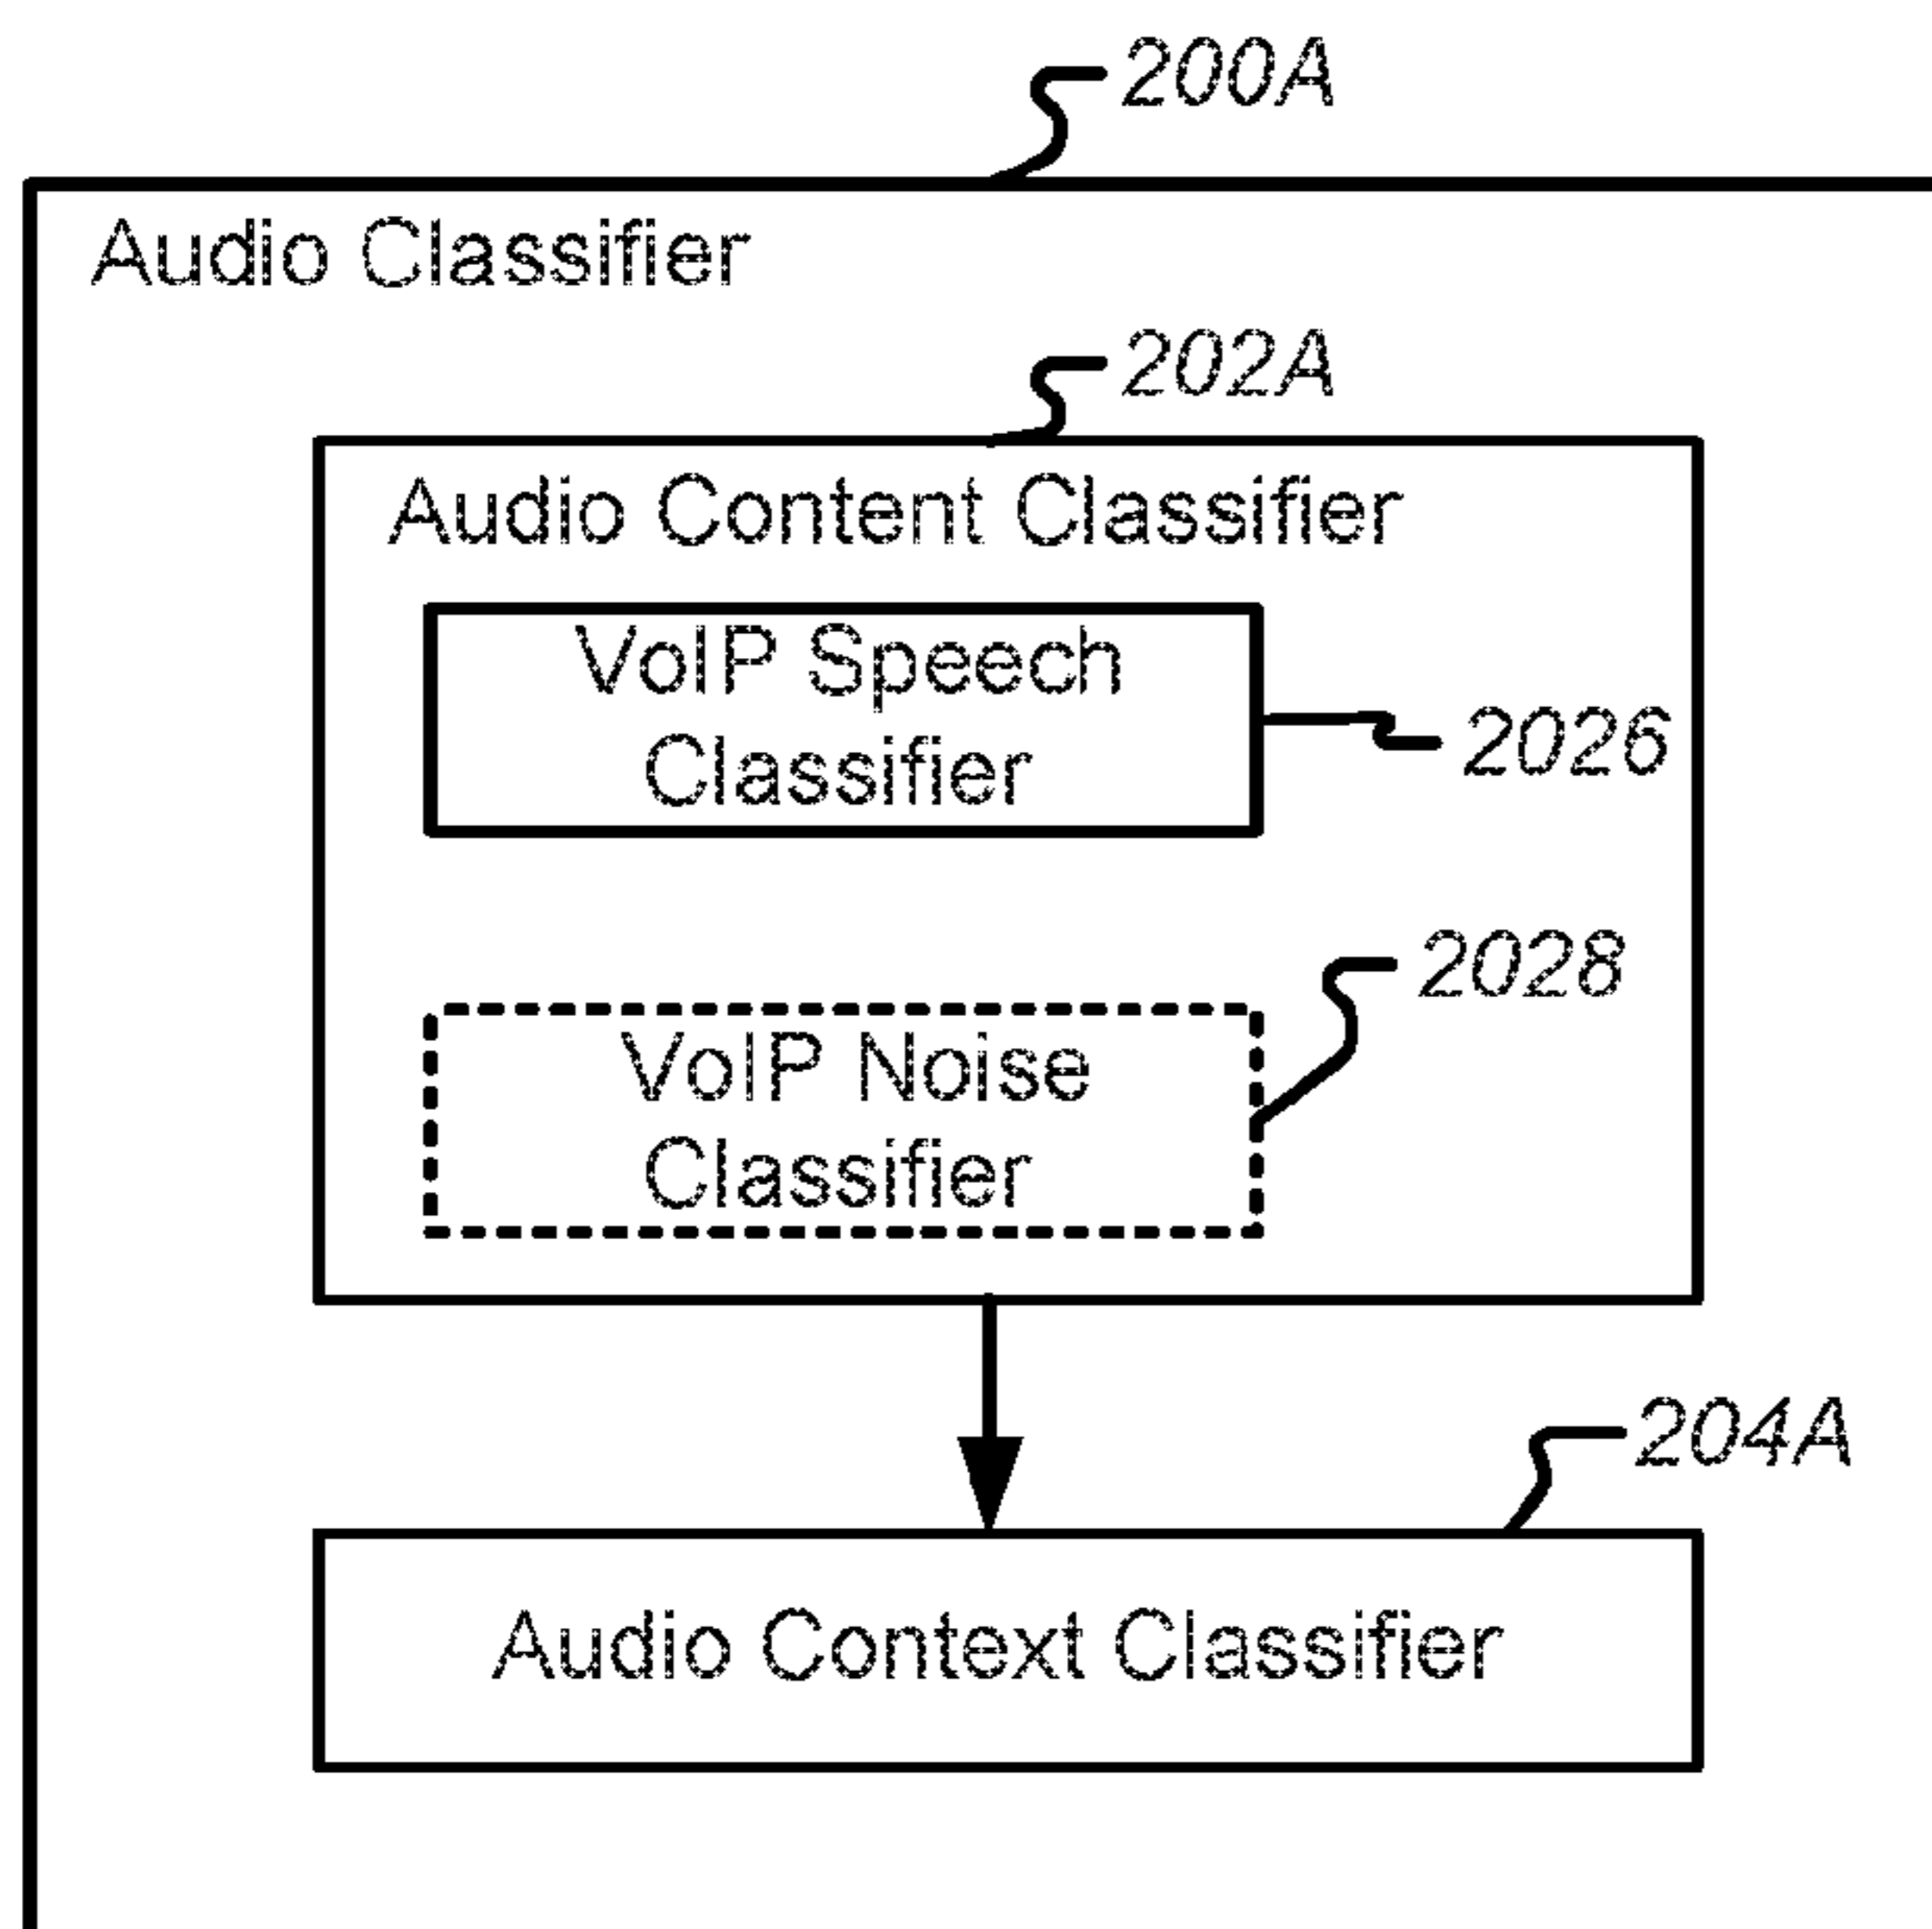 200A
Audio Classifier
202A
Audio Content Classifier
VoIP Speech
Classifier
2026
2028
VoIP Noise
Classifier
204A
Audio Context Classifier